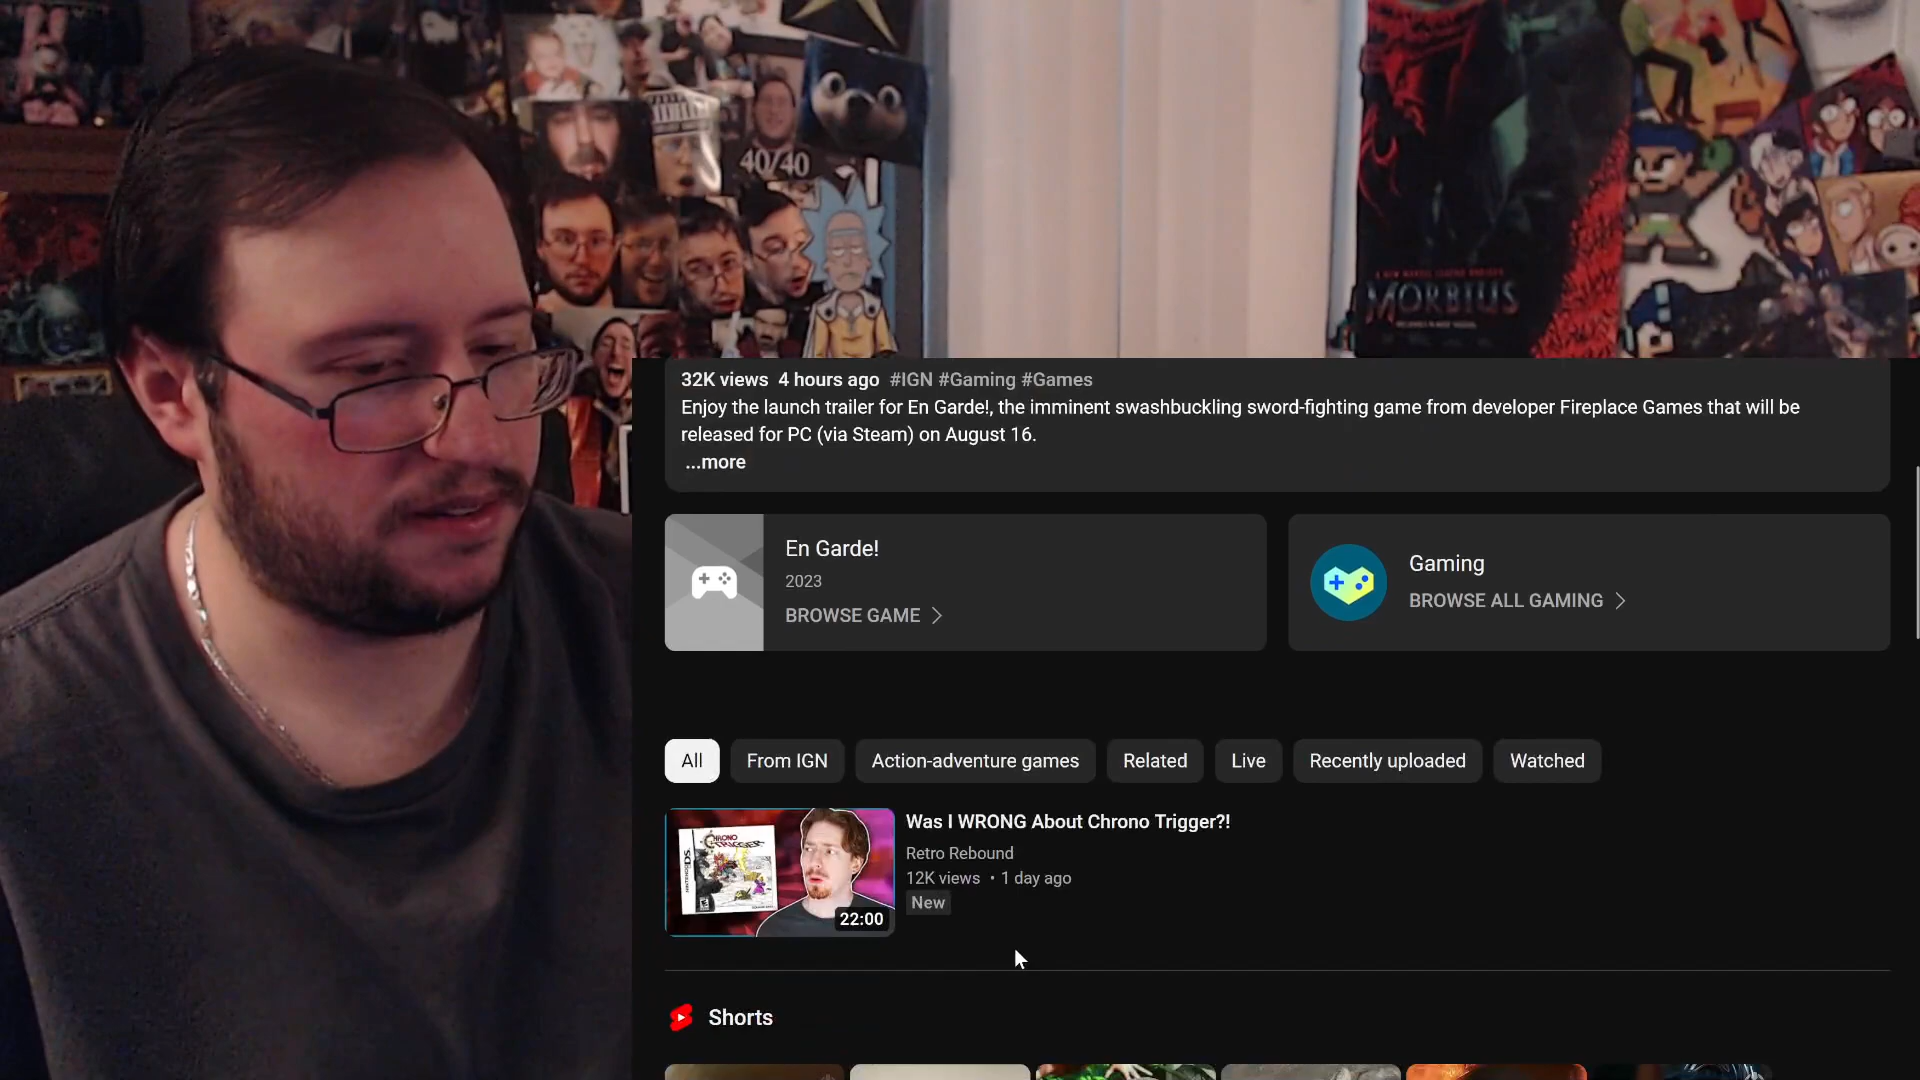 40/40
MORBIUS
32K views 4 hours ago #IGN #Gaming #Games
Enjoy the launch trailer for En Garde!, the imminent swashbuckling sword-fighting game from developer Fireplace Games that will be
released for PC (via Steam) on August 16.
...more
En Garde!
2023
BROWSE GAME
Gaming
BROWSE ALL GAMING
All
From IGN
Action-adventure games
Related
Live
Recently uploaded
Watched
CHRONO
TRIGGER
22:00
Was I WRONG About Chrono Trigger?!
Retro Rebound
12K views • 1 day ago
New
Shorts